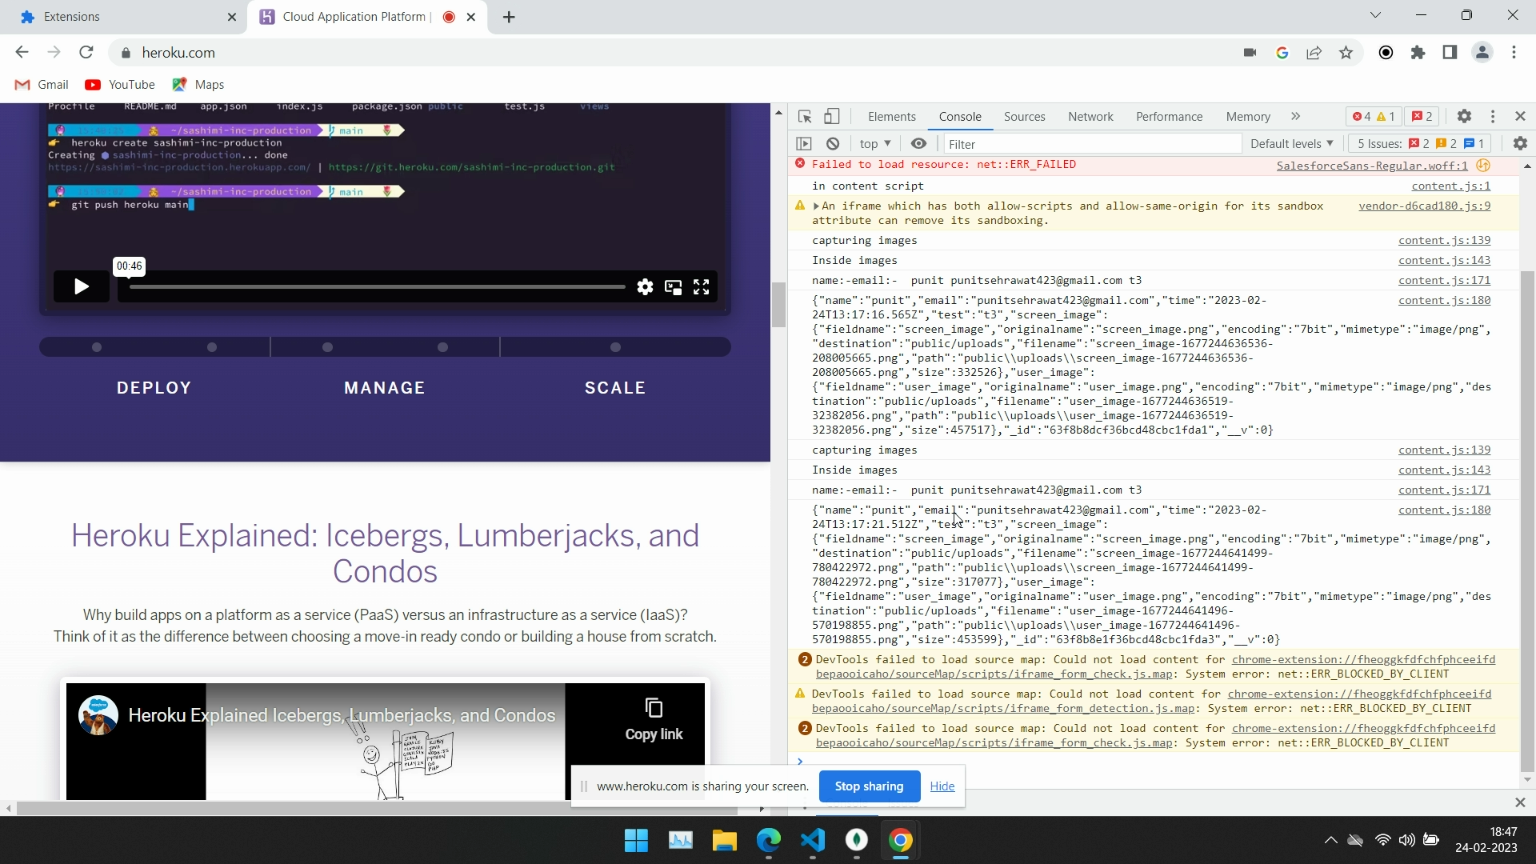 Extensions
Cloud Application Platform |
heroku.com
Gmail
YouTube
Maps
Procfile README.md app.json index.js package.json public test.js views
~/sashimi-inc-production main
heroku create sashimi-inc-production
Creating sashimi-inc-production... done
https://sashimi-inc-production.herokuapp.com/ | https://git.heroku.com/sashimi-inc-production.git
~/sashimi-inc-production main
git push heroku main
00:46
DEPLOY MANAGE SCALE
Heroku Explained: Icebergs, Lumberjacks, and
Condos
Why build apps on a platform as a service (PaaS) versus an infrastructure as a service (IaaS)?
Think of it as the difference between choosing a move-in ready condo or building a house from scratch.
Heroku Explained Icebergs, Lumberjacks, and Condos
Copy link
www.heroku.com is sharing your screen.
Stop sharing
Hide
Elements Console Sources Network Performance Memory
4 1 2
top Filter Default levels 5 Issues: 2 2 1
Failed to load resource: net::ERR_FAILED SalesforceSans-Regular.woff:1
in content script content.js:1
An iframe which has both allow-scripts and allow-same-origin for its sandbox vendor-d6cad180.js:9
attribute can remove its sandboxing.
capturing images content.js:139
Inside images content.js:143
name:-email:- punit punitsehrawat423@gmail.com t3 content.js:171
{"name":"punit","email":"punitsehrawat423@gmail.com","time":"2023-02- content.js:180
24T13:17:16.565Z","test":"t3","screen_image":
{"fieldname":"screen_image","originalname":"screen_image.png","encoding":"7bit","mimetype":"image/png",
"destination":"public/uploads","filename":"screen_image-1677244636536-
208005665.png","path":"public\\uploads\\screen_image-1677244636536-
208005665.png","size":332526},"user_image":
{"fieldname":"user_image","originalname":"user_image.png","encoding":"7bit","mimetype":"image/png","des
tination":"public/uploads","filename":"user_image-1677244636519-
32382056.png","path":"public\\uploads\\user_image-1677244636519-
32382056.png","size":457517},"_id":"63f8b8dcf36bcd48cbc1fda1","__v":0}
capturing images content.js:139
Inside images content.js:143
name:-email:- punit punitsehrawat423@gmail.com t3 content.js:171
{"name":"punit","email":"punitsehrawat423@gmail.com","time":"2023-02- content.js:180
24T13:17:21.512Z","test":"t3","screen_image":
{"fieldname":"screen_image","originalname":"screen_image.png","encoding":"7bit","mimetype":"image/png",
"destination":"public/uploads","filename":"screen_image-1677244641499-
780422972.png","path":"public\\uploads\\screen_image-1677244641499-
780422972.png","size":317077},"user_image":
{"fieldname":"user_image","originalname":"user_image.png","encoding":"7bit","mimetype":"image/png","des
tination":"public/uploads","filename":"user_image-1677244641496-
570198855.png","path":"public\\uploads\\user_image-1677244641496-
570198855.png","size":453599},"_id":"63f8b8e1f36bcd48cbc1fda3","__v":0}
2 DevTools failed to load source map: Could not load content for chrome-extension://fheoggkfdfchfphceeifd
bepaooicaho/sourceMap/scripts/iframe_form_check.js.map: System error: net::ERR_BLOCKED_BY_CLIENT
DevTools failed to load source map: Could not load content for chrome-extension://fheoggkfdfchfphceeifd
bepaooicaho/sourceMap/scripts/iframe_form_detection.js.map: System error: net::ERR_BLOCKED_BY_CLIENT
2 DevTools failed to load source map: Could not load content for chrome-extension://fheoggkfdfchfphceeifd
bepaooicaho/sourceMap/scripts/iframe_form_check.js.map: System error: net::ERR_BLOCKED_BY_CLIENT
18:47
24-02-2023